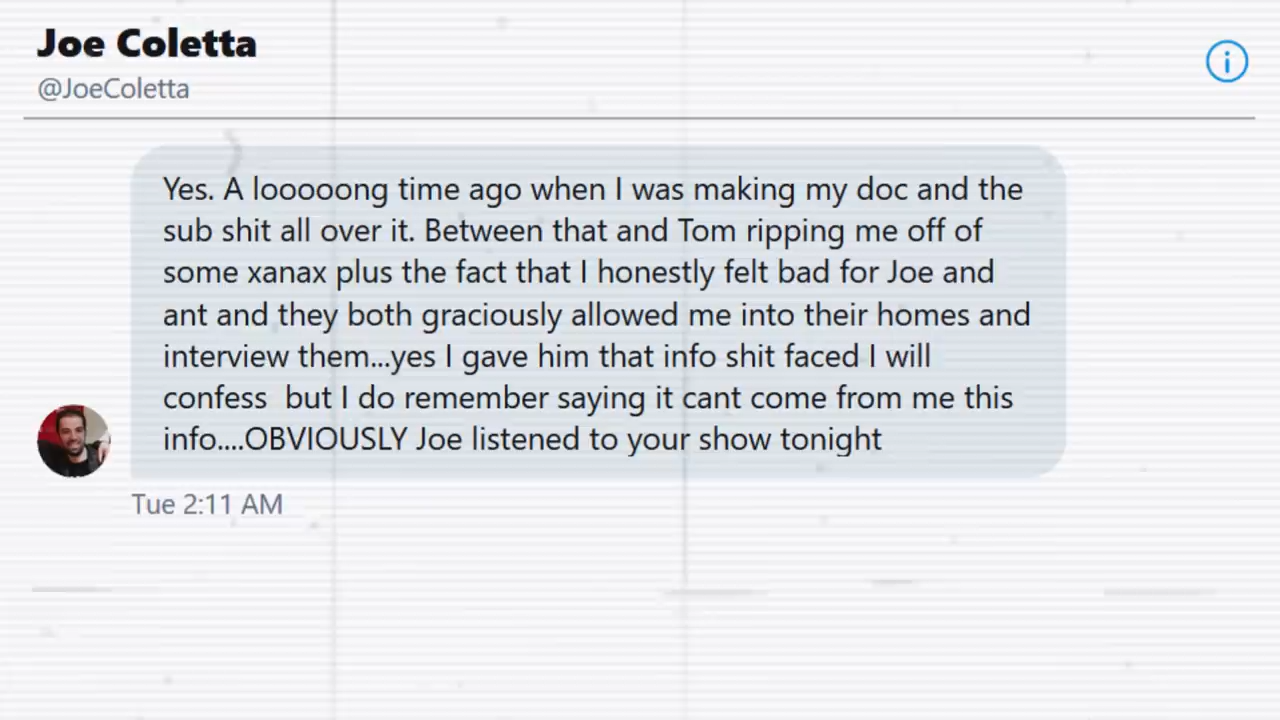 Joe Coletta
@JoeColetta
Yes. A looooong time ago when I was making my doc and the
sub shit all over it. Between that and Tom ripping me off of
some xanax plus the fact that I honestly felt bad for Joe and
ant and they both graciously allowed me into their homes and
interview them...yes I gave him that info shit faced I will
confess  but I do remember saying it cant come from me this
info....OBVIOUSLY Joe listened to your show tonight
Tue 2:11 AM